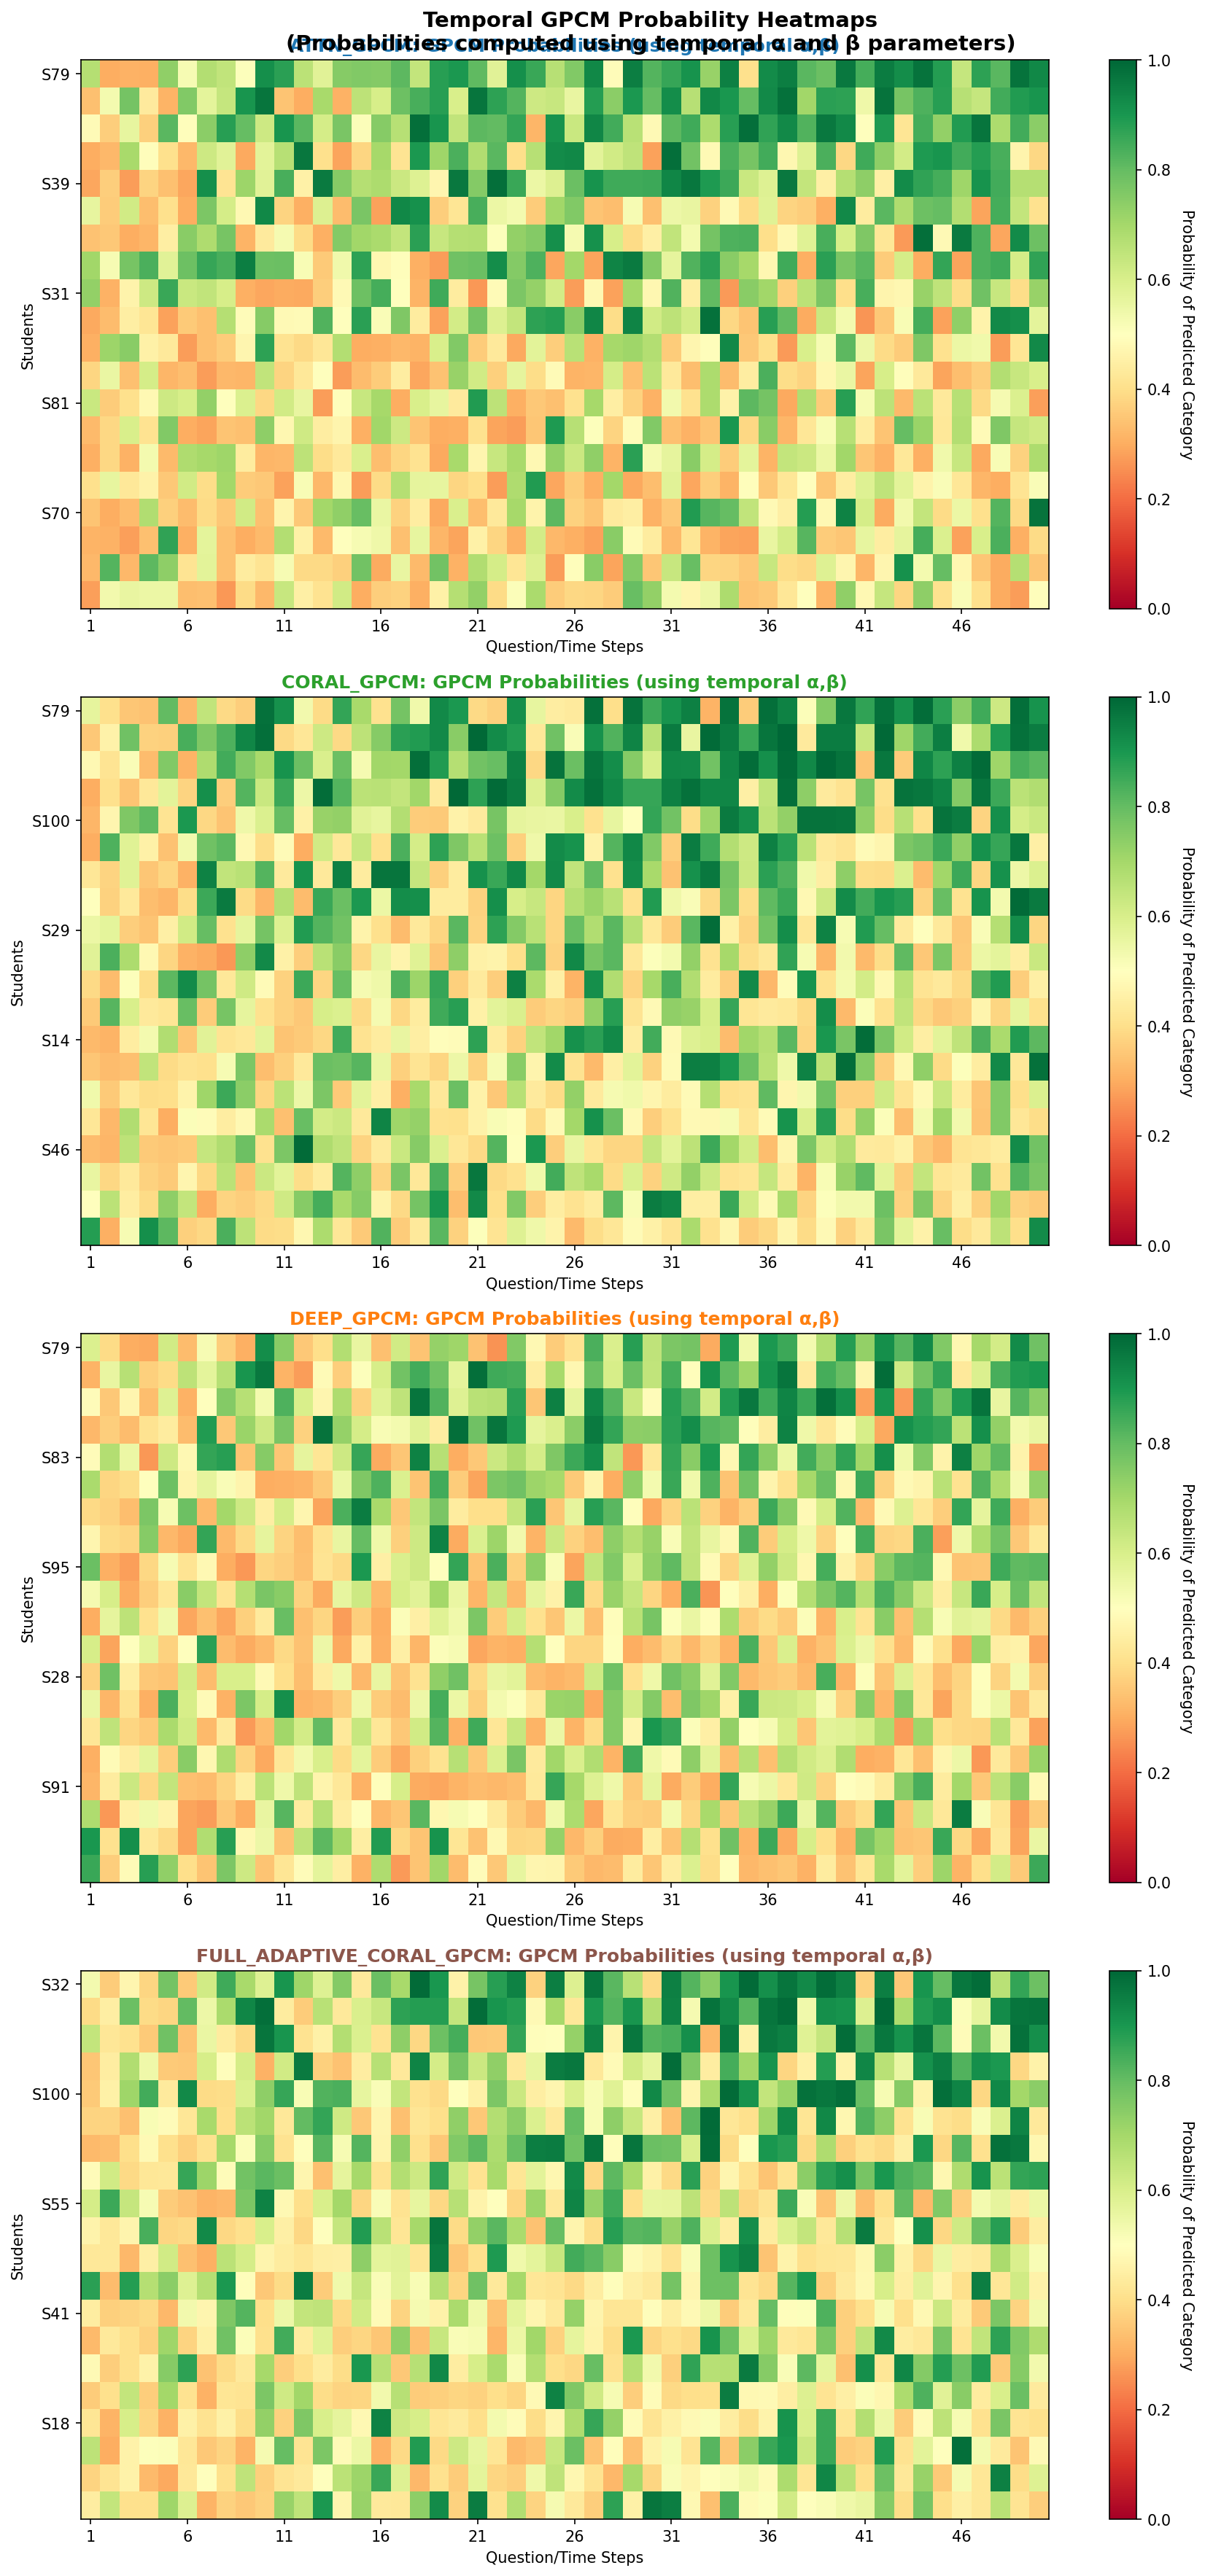 Temporal GPCM Probability Heatmaps
(Probabilities computed using temporal α and β parameters)
ATTN_GPCM: GPCM Probabilities (using temporal α,β)
S79
S39
S31
S81
S70
Students
1 6 11 16 21 26 31 36 41 46
Question/Time Steps
1.0
0.8
0.6
0.4
0.2
0.0
Probability of Predicted Category
CORAL_GPCM: GPCM Probabilities (using temporal α,β)
S79
S100
S29
S14
S46
Students
1 6 11 16 21 26 31 36 41 46
Question/Time Steps
1.0
0.8
0.6
0.4
0.2
0.0
Probability of Predicted Category
DEEP_GPCM: GPCM Probabilities (using temporal α,β)
S79
S83
S95
S28
S91
Students
1 6 11 16 21 26 31 36 41 46
Question/Time Steps
1.0
0.8
0.6
0.4
0.2
0.0
Probability of Predicted Category
FULL_ADAPTIVE_CORAL_GPCM: GPCM Probabilities (using temporal α,β)
S32
S100
S55
S41
S18
Students
1 6 11 16 21 26 31 36 41 46
Question/Time Steps
1.0
0.8
0.6
0.4
0.2
0.0
Probability of Predicted Category